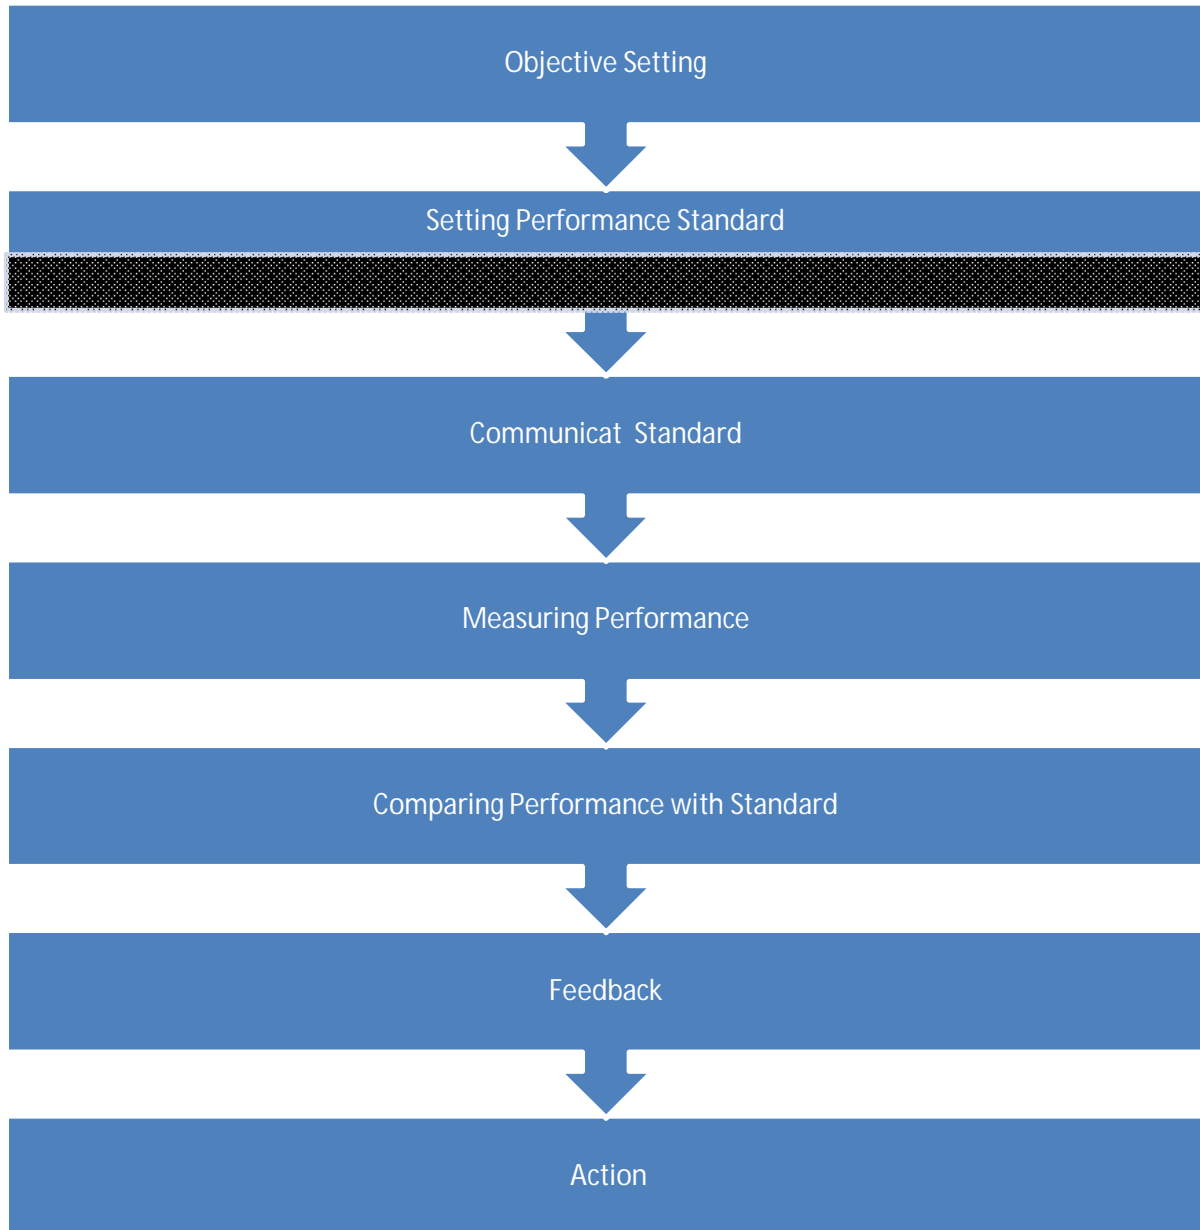 Objective Setting
Setting Performance Standard
Communicat Standard
Measuring Performance
Comparing Performance with Standard
Feedback
Action